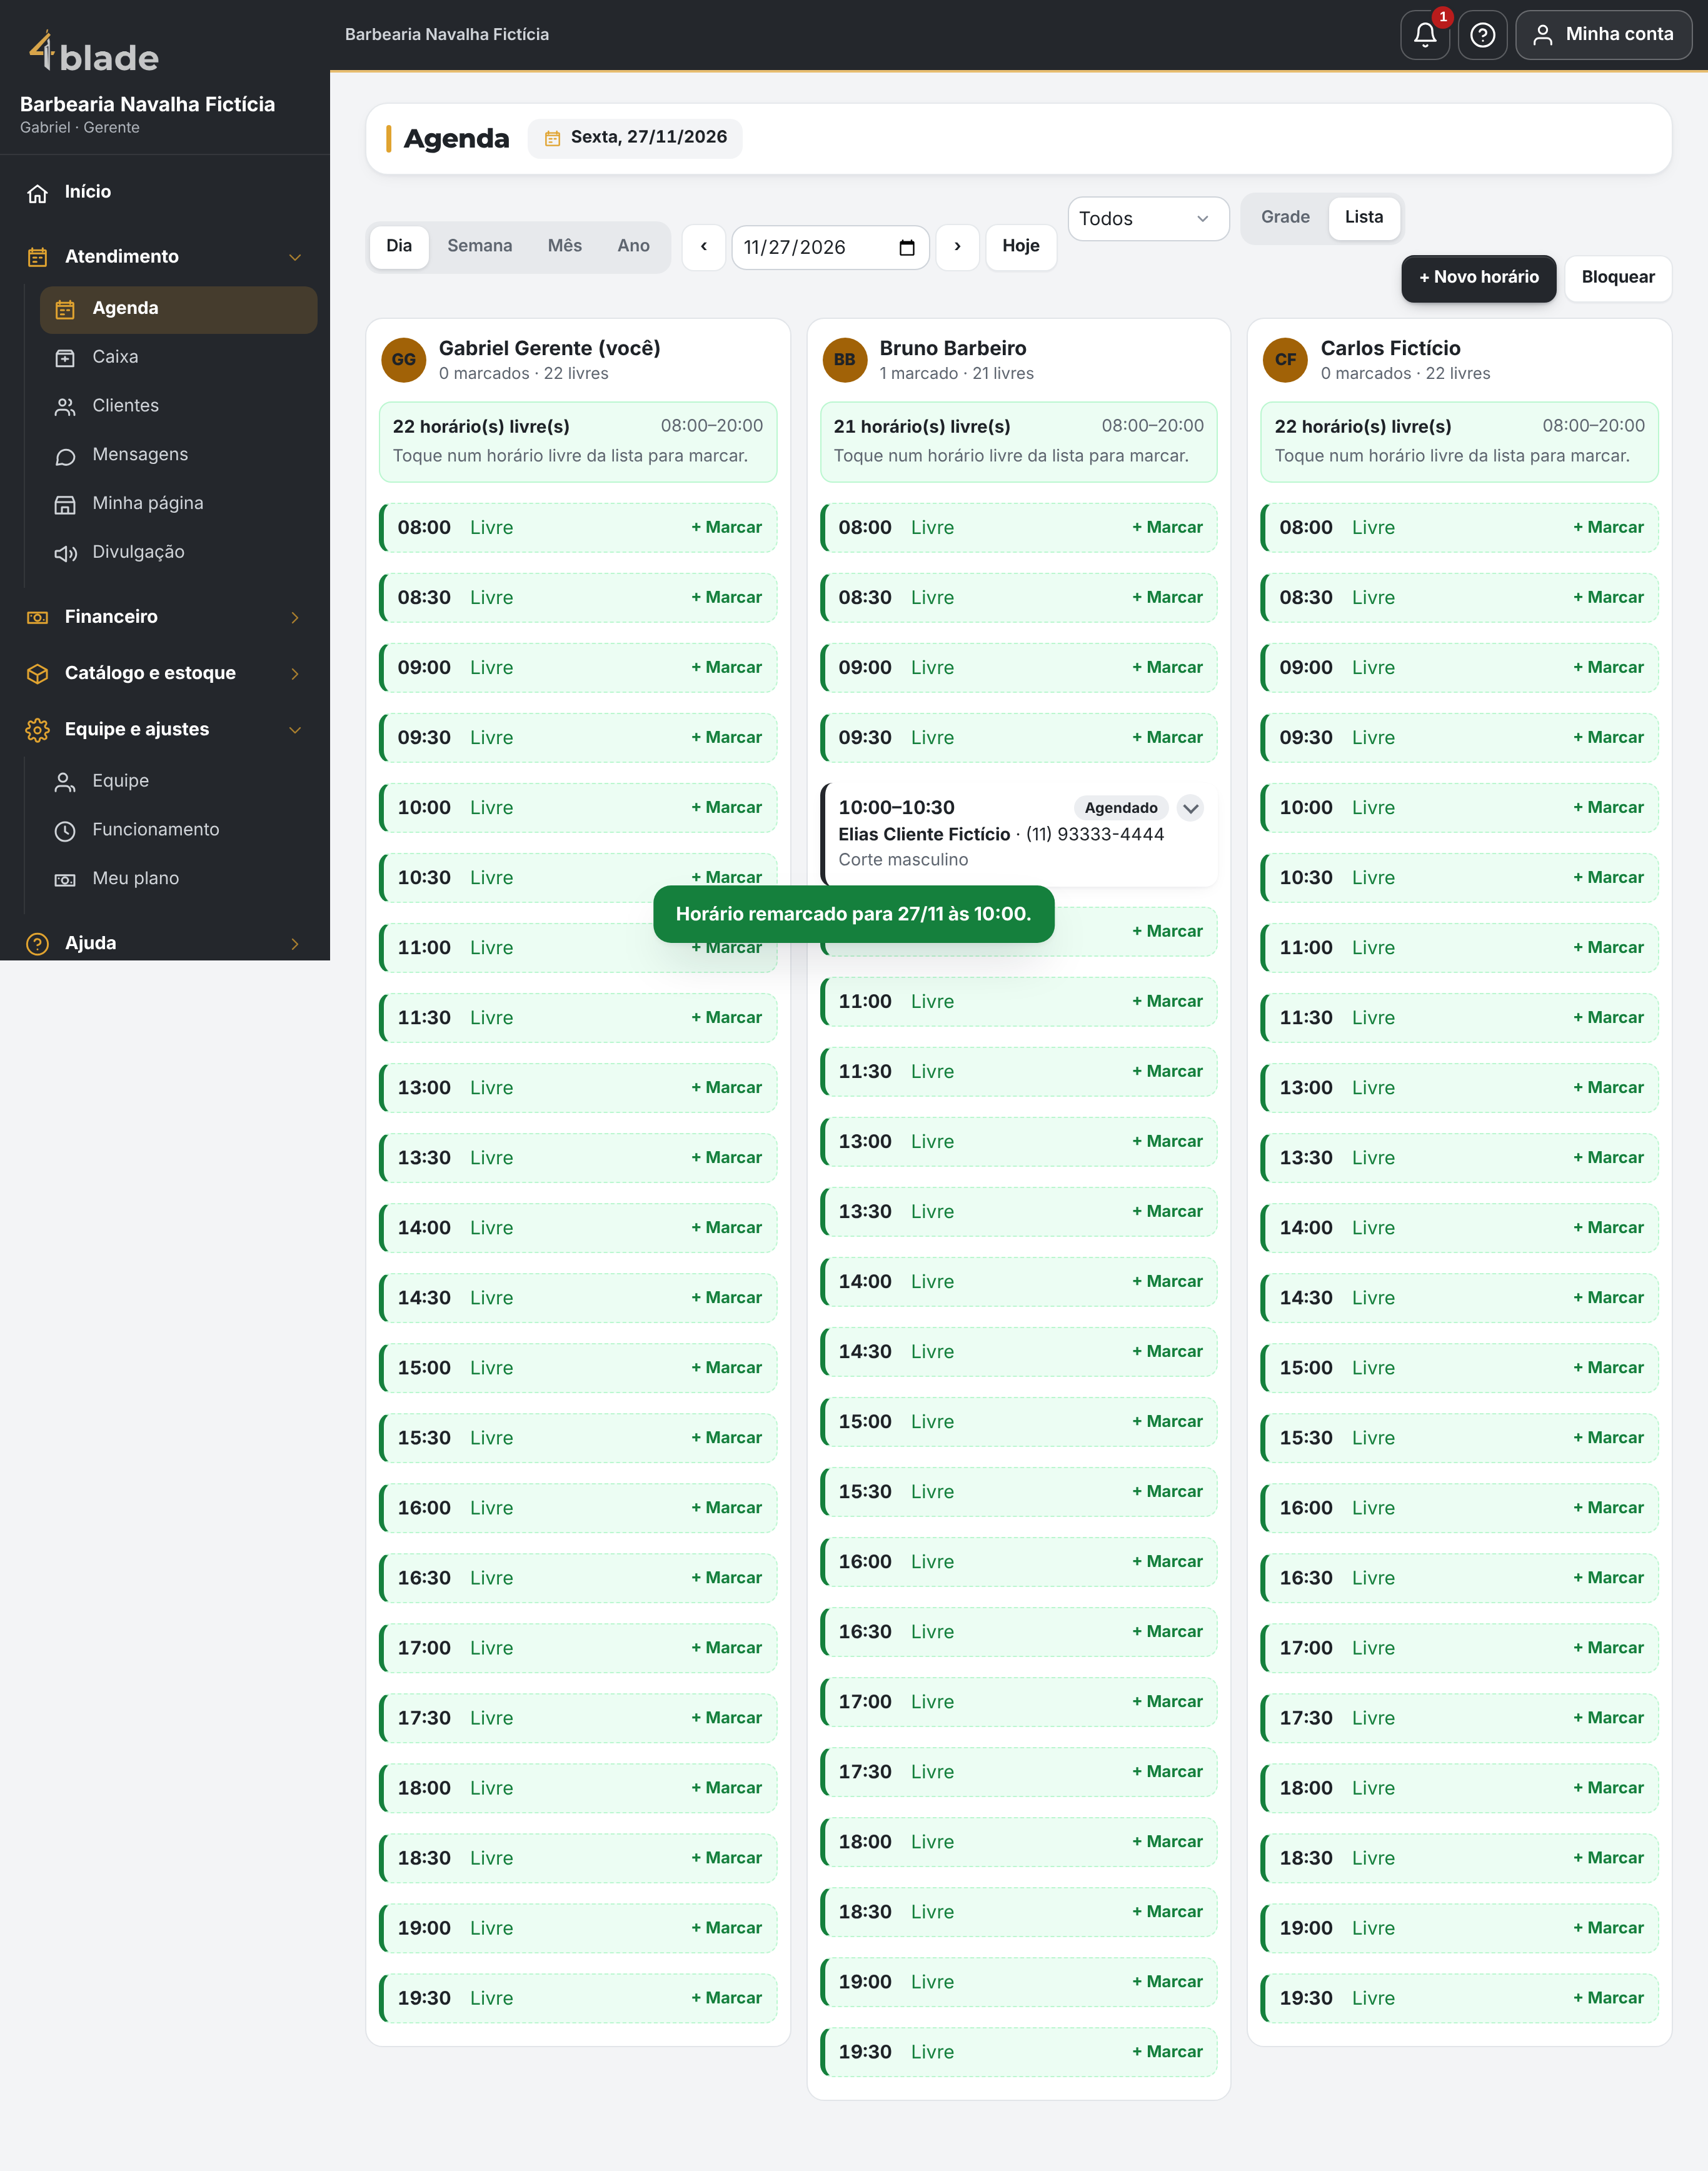 4blade
Barbearia Navalha Fictícia
Gabriel · Gerente
Início
Atendimento
Agenda
Caixa
Clientes
Mensagens
Minha página
Divulgação
Financeiro
Catálogo e estoque
Equipe e ajustes
Equipe
Funcionamento
Meu plano
Ajuda
Barbearia Navalha Fictícia
1
Minha conta
Agenda
Sexta, 27/11/2026
Dia Semana Mês Ano
‹ 11/27/2026 › Hoje
Todos
Grade Lista
+ Novo horário
Bloquear
GG
Gabriel Gerente (você)
0 marcados · 22 livres
22 horário(s) livre(s) 08:00–20:00
Toque num horário livre da lista para marcar.
08:00 Livre + Marcar
08:30 Livre + Marcar
09:00 Livre + Marcar
09:30 Livre + Marcar
10:00 Livre + Marcar
10:30 Livre + Marcar
11:00 Livre + Marcar
11:30 Livre + Marcar
13:00 Livre + Marcar
13:30 Livre + Marcar
14:00 Livre + Marcar
14:30 Livre + Marcar
15:00 Livre + Marcar
15:30 Livre + Marcar
16:00 Livre + Marcar
16:30 Livre + Marcar
17:00 Livre + Marcar
17:30 Livre + Marcar
18:00 Livre + Marcar
18:30 Livre + Marcar
19:00 Livre + Marcar
19:30 Livre + Marcar
BB
Bruno Barbeiro
1 marcado · 21 livres
21 horário(s) livre(s) 08:00–20:00
Toque num horário livre da lista para marcar.
08:00 Livre + Marcar
08:30 Livre + Marcar
09:00 Livre + Marcar
09:30 Livre + Marcar
10:00–10:30 Agendado
Elias Cliente Fictício · (11) 93333-4444
Corte masculino
Horário remarcado para 27/11 às 10:00.
+ Marcar
11:00 Livre + Marcar
11:30 Livre + Marcar
13:00 Livre + Marcar
13:30 Livre + Marcar
14:00 Livre + Marcar
14:30 Livre + Marcar
15:00 Livre + Marcar
15:30 Livre + Marcar
16:00 Livre + Marcar
16:30 Livre + Marcar
17:00 Livre + Marcar
17:30 Livre + Marcar
18:00 Livre + Marcar
18:30 Livre + Marcar
19:00 Livre + Marcar
19:30 Livre + Marcar
CF
Carlos Fictício
0 marcados · 22 livres
22 horário(s) livre(s) 08:00–20:00
Toque num horário livre da lista para marcar.
08:00 Livre + Marcar
08:30 Livre + Marcar
09:00 Livre + Marcar
09:30 Livre + Marcar
10:00 Livre + Marcar
10:30 Livre + Marcar
11:00 Livre + Marcar
11:30 Livre + Marcar
13:00 Livre + Marcar
13:30 Livre + Marcar
14:00 Livre + Marcar
14:30 Livre + Marcar
15:00 Livre + Marcar
15:30 Livre + Marcar
16:00 Livre + Marcar
16:30 Livre + Marcar
17:00 Livre + Marcar
17:30 Livre + Marcar
18:00 Livre + Marcar
18:30 Livre + Marcar
19:00 Livre + Marcar
19:30 Livre + Marcar